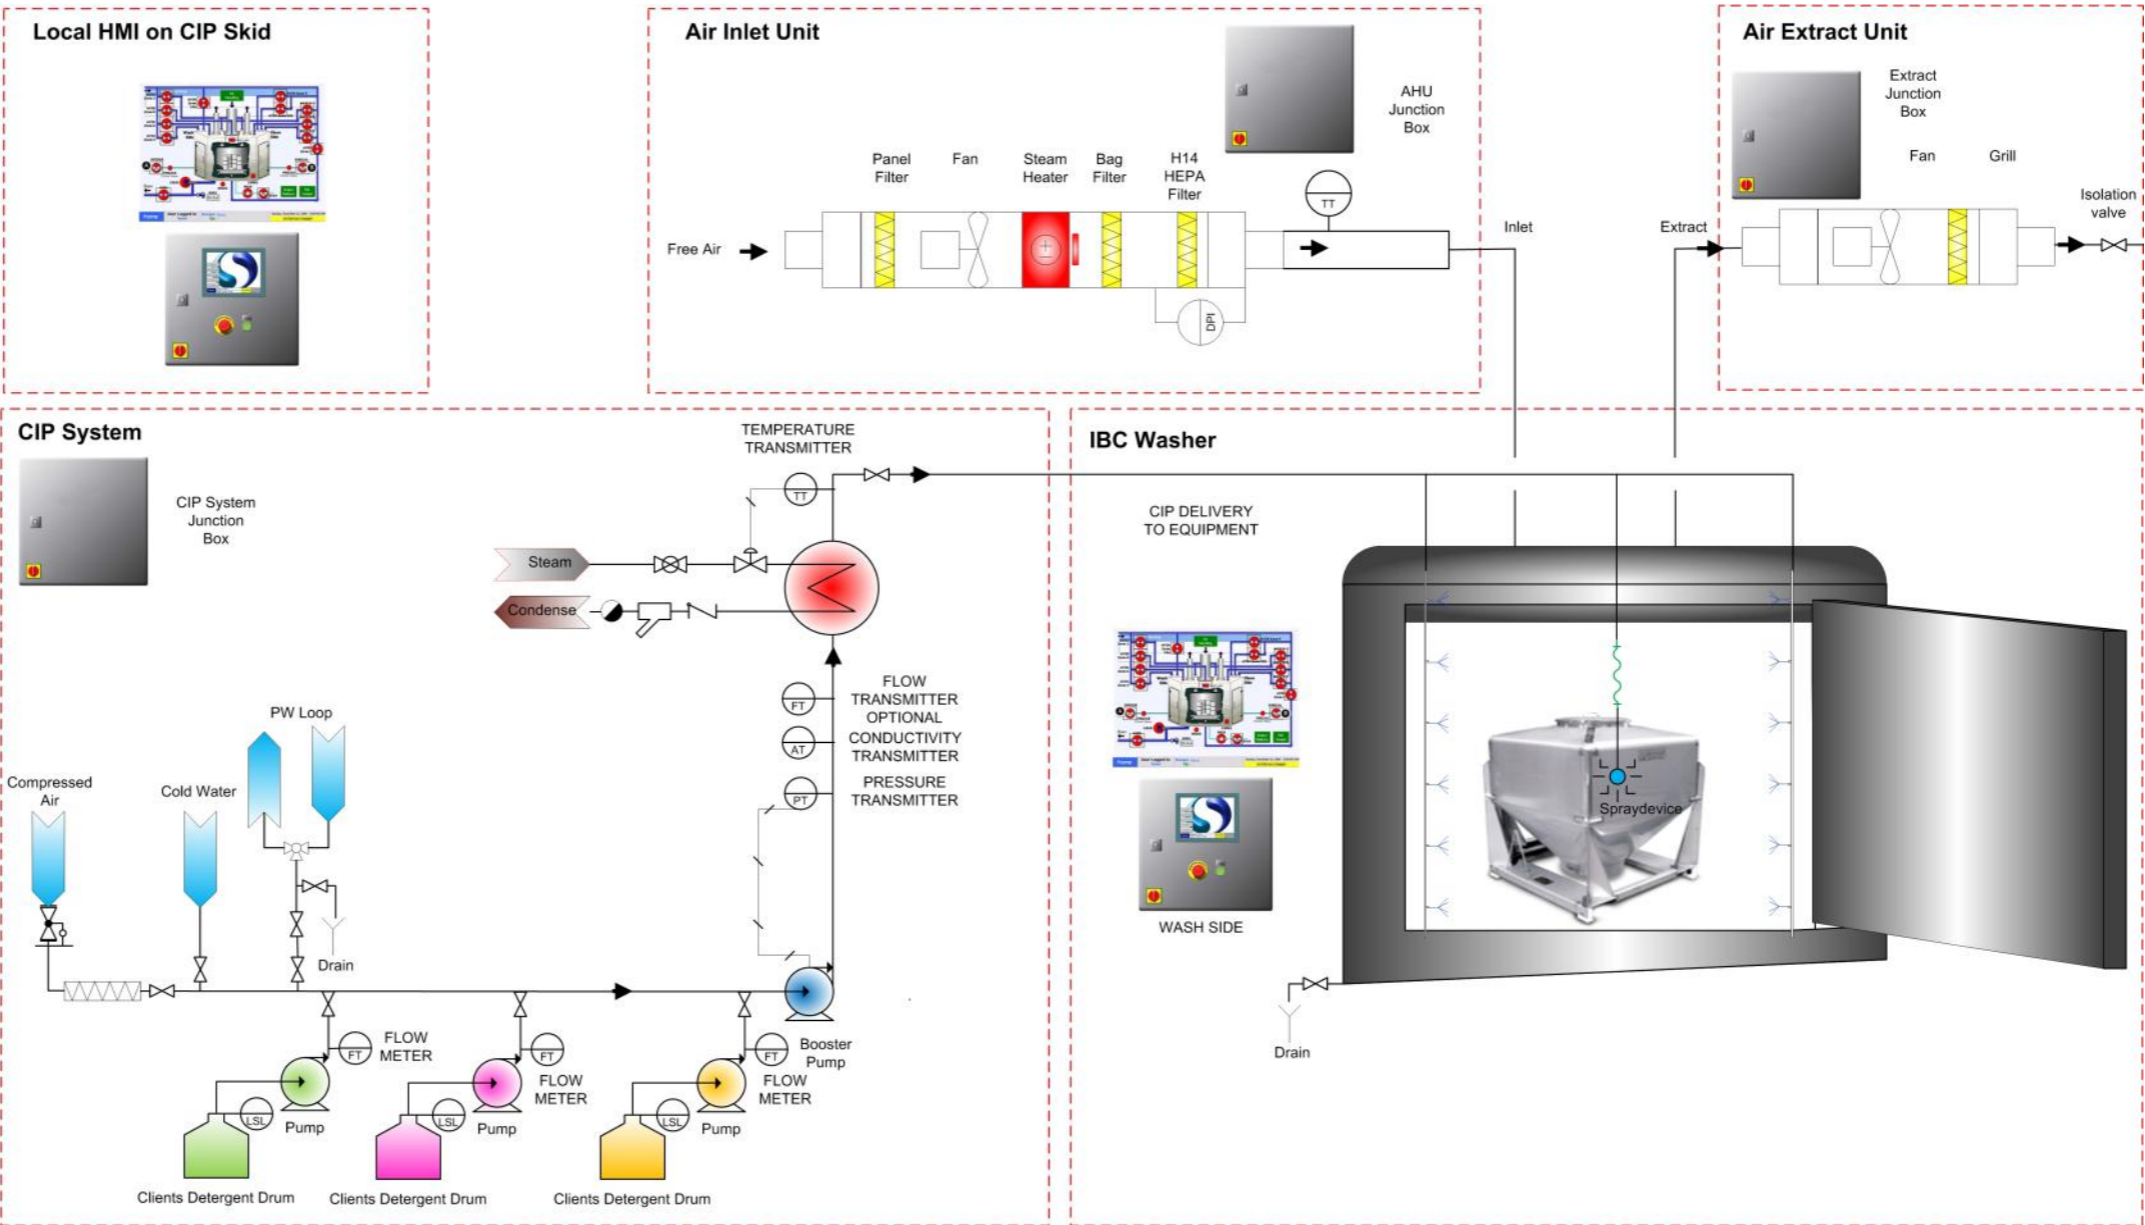 Local HMI on CIP Skid
Air Inlet Unit
AHU
Junction
Box
Panel
Filter
Fan
Steam
Heater
Bag
Filter
H14
HEPA
Filter
TT
Free Air
DPI
Inlet
Air Extract Unit
Extract
Junction
Box
Fan
Grill
Isolation
valve
Extract
CIP System
CIP System
Junction
Box
TEMPERATURE
TRANSMITTER
TT
Steam
Condense
FLOW
TRANSMITTER
FT
OPTIONAL
CONDUCTIVITY
TRANSMITTER
AT
PRESSURE
TRANSMITTER
PT
PW Loop
Compressed
Air
Cold Water
Drain
Booster
Pump
FT
FLOW
METER
FT
FLOW
METER
FT
FLOW
METER
LSL
Pump
LSL
Pump
LSL
Pump
Clients Detergent Drum
Clients Detergent Drum
Clients Detergent Drum
IBC Washer
CIP DELIVERY
TO EQUIPMENT
WASH SIDE
Spraydevice
Drain